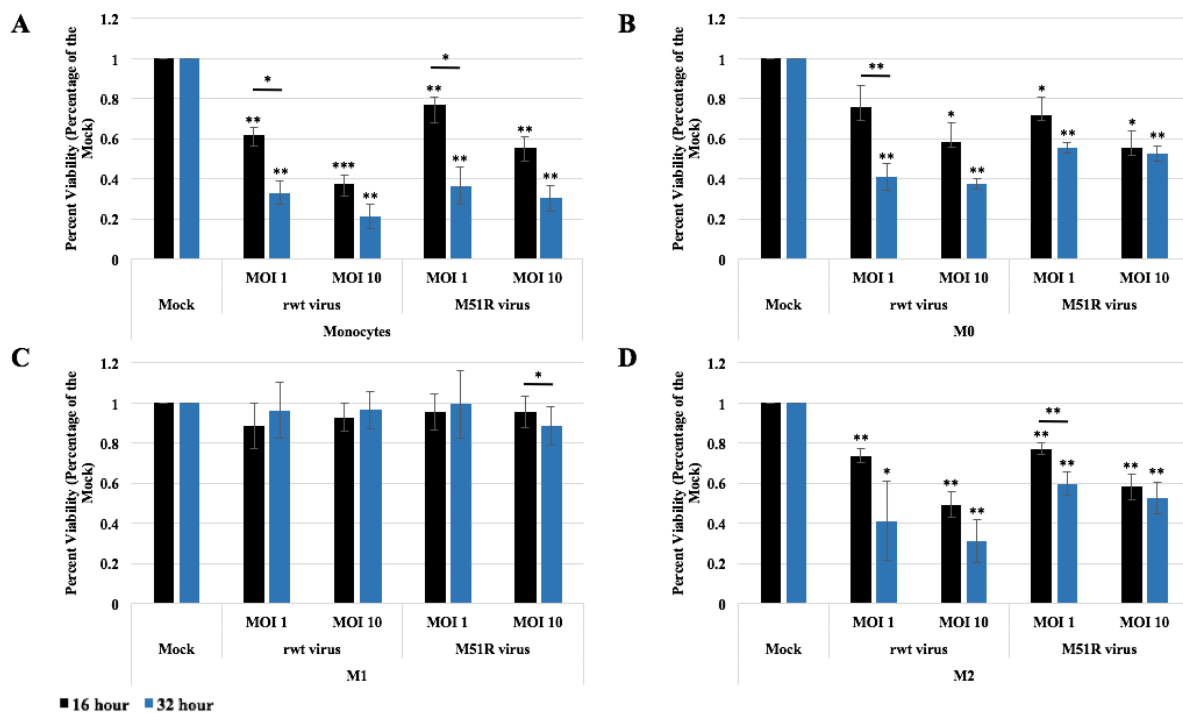 A
Percent Viability (Percentage of the
Mock)
1.2
1
0.8
0.6
0.4
0.2
0
**
**
*
***
**
**
*
**
**
**
MOI 1
MOI 10
MOI 1
MOI 10
Mock
rwt virus
M51R virus
Monocytes
B
Percent Viability (Percentage of the
Mock)
1.2
1
0.8
0.6
0.4
0.2
0
**
**
*
**
*
**
*
**
MOI 1
MOI 10
MOI 1
MOI 10
Mock
rwt virus
M51R virus
M0
C
Percent Viability (Percentage of the
Mock)
1.2
1
0.8
0.6
0.4
0.2
0
*
MOI 1
MOI 10
MOI 1
MOI 10
Mock
rwt virus
M51R virus
M1
D
Percent Viability (Percentage of the
Mock)
1.2
1
0.8
0.6
0.4
0.2
0
**
*
**
**
**
**
**
**
**
MOI 1
MOI 10
MOI 1
MOI 10
Mock
rwt virus
M51R virus
M2
16 hour 32 hour